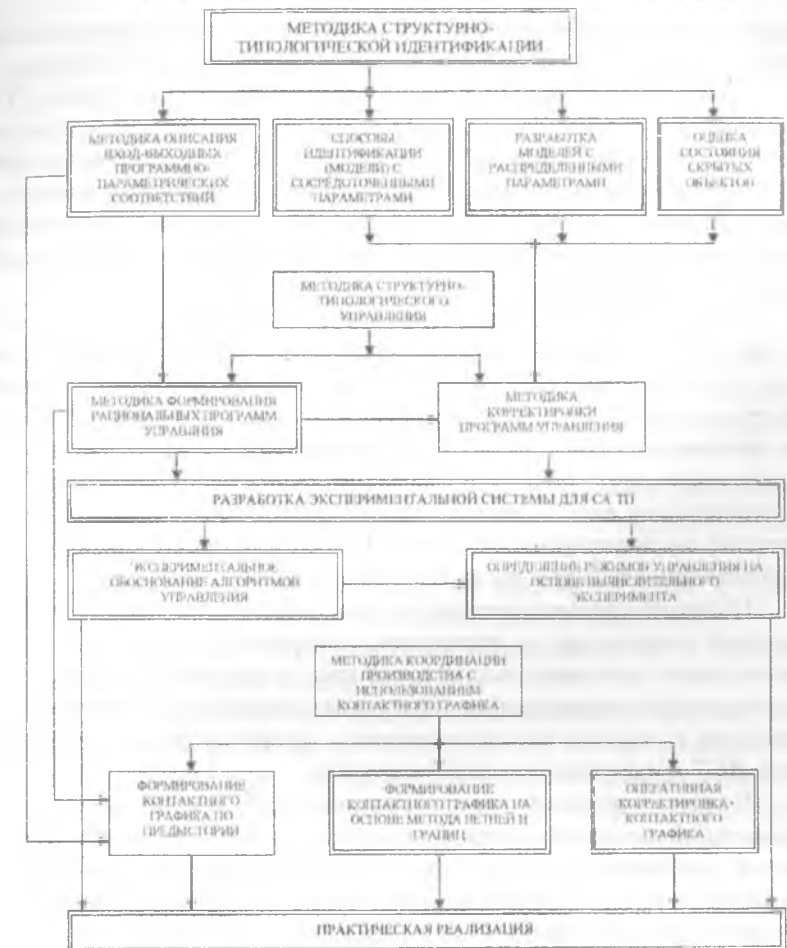 МЕТОДИКА СТРУКТУРНО-
ТИПОЛОГИЧЕСКОЙ ИДЕНТИФИКАЦИИ
МЕТОДИКА ОПИСАНИЯ
ВХОД-ВЫХОДНЫХ
ПРОГРАММНО-
ПАРАМЕТРИЧЕСКИХ
СООТВЕТСТВИЙ
СПОСОБЫ
ИДЕНТИФИКАЦИИ
(МОДЕЛИ) С
СОСРЕДОТОЧЕННЫМИ
ПАРАМЕТРАМИ
РАЗРАБОТКА
МОДЕЛЕЙ С
РАСПРЕДЕЛЕННЫМИ
ПАРАМЕТРАМИ
ОЦЕНКА
СОСТОЯНИЯ
СКРЫТЫХ
ОБЪЕКТОВ
МЕТОДИКА СТРУКТУРНО-
ТИПОЛОГИЧЕСКОГО
УПРАВЛЕНИЯ
МЕТОДИКА ФОРМИРОВАНИЯ
РАЦИОНАЛЬНЫХ ПРОГРАММ
УПРАВЛНИЯ
МЕТОДИКА
КОРРЕКТИРОВКИ
ПРОГРАММ УПРАВЛЕНИЯ
РАЗРАБОТКА ЭКСПЕРИМЕНТАЛЬНОЙ СИСТЕМЫ ДЛЯ СА ТП
ЭКСПЕРИМЕНТАЛЬНОЕ
ОБОСНОВАНИЕ АЛГОРИТМОВ
УПРАВЛЕНИЯ
ОПРЕДЕЛЕНИЕ РЕЖИМОВ УПРАВЛЕНИЯ НА
ОСНОВЕ ВЫЧИСЛИТЕЛЬНОГО
ЭКСПЕРИМЕНТА
МЕТОДИКА КООРДИНАЦИИ
ПРОИЗВОДСТВА С
ИСПОЛЬЗОВАНИЕМ
КОНТАКТНОГО ГРАФИКА
ФОРМИРОВАНИЕ
КОНТАКТНОГО
ГРАФИКА ПО
ПРЕДЫСТОРИИ
ФОРМИРОВАНИЕ
КОНТАКТНОГО ГРАФИКА НА
ОСНОВЕ МЕТОДА ВЕТВЕЙ И
ГРАНИЦ
ОПЕРАТИВНАЯ
КОРРАКТИРОВКА
КОНТАКТНОГО
ГРАФИКА
ПРАКТИЧЕСКАЯ РЕАЛИЗАЦИЯ